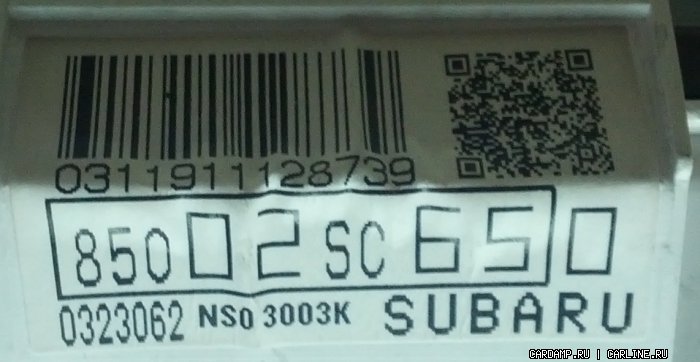 0311911128739
85002SC650
0323062 NS0 3003K SUBARU
CARDAMP.RU | CARLINE.RU